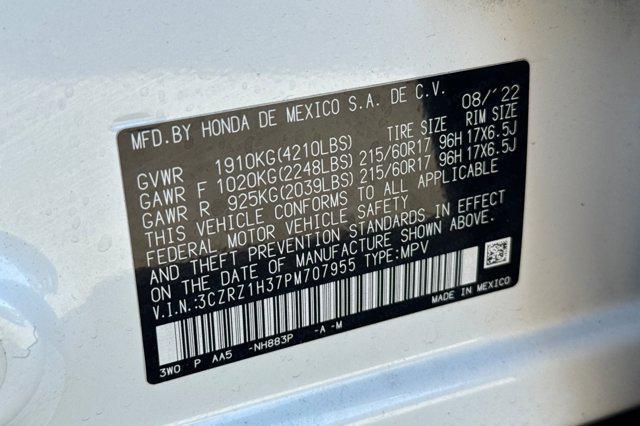 MFD.BY HONDA DE MEXICO S.A. DE C.V. 08/'22
GVWR 1910KG(4210LBS) TIRE SIZE RIM SIZE
GAWR F 1020KG(2248LBS) 215/60R17 96H 17X6.5J
GAWR R 925KG(2039LBS) 215/60R17 96H 17X6.5J
THIS VEHICLE CONFORMS TO ALL APPLICABLE
FEDERAL MOTOR VEHICLE SAFETY
AND THEFT PREVENTION STANDARDS IN EFFECT
ON THE DATE OF MANUFACTURE SHOWN ABOVE.
V.I.N.:3CZRZ1H37PM707955 TYPE:MPV
MADE IN MEXICO
3W0 P AA5 -NH883P -A -M